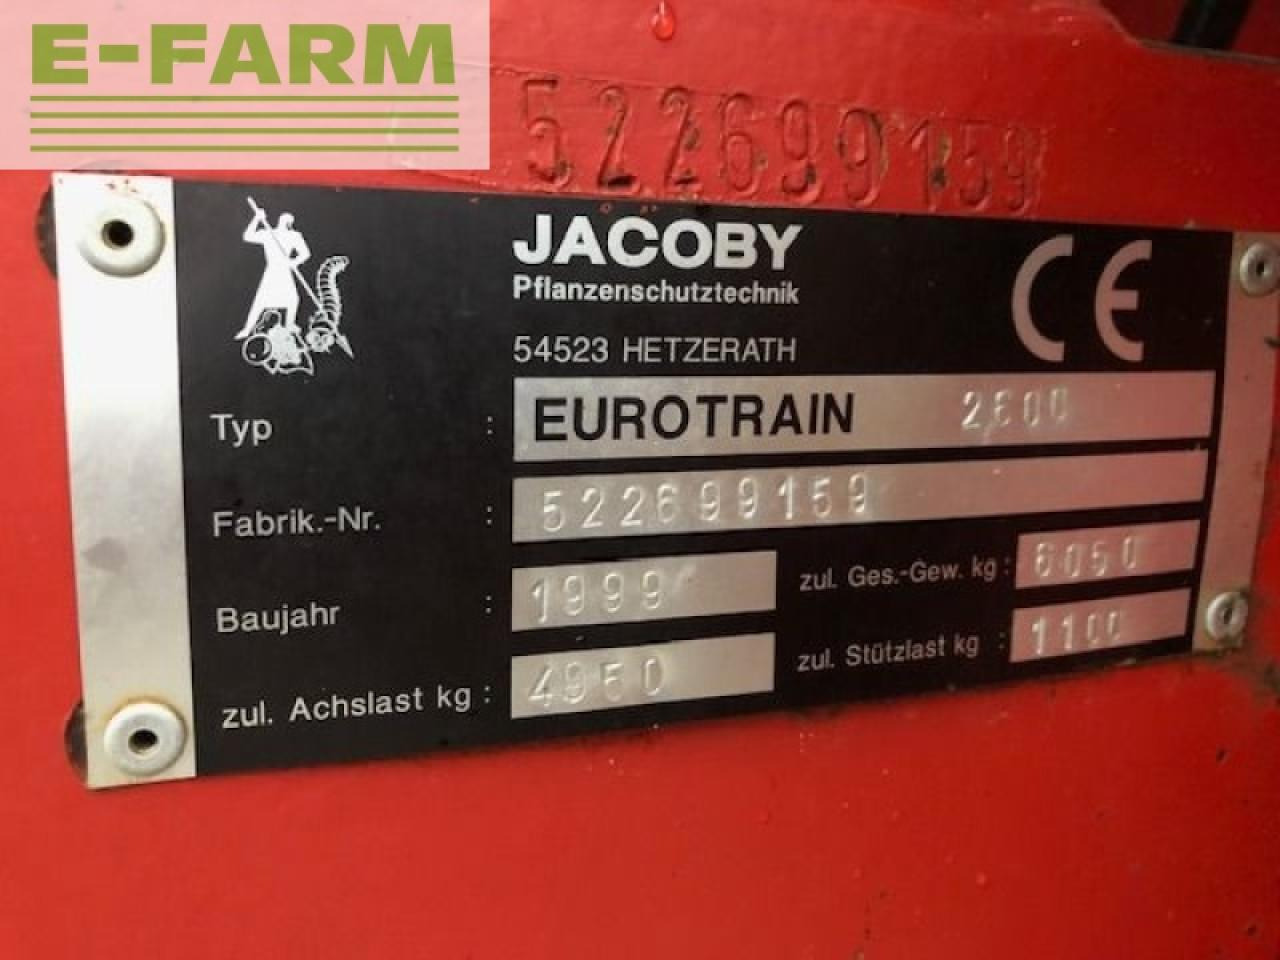 E-FARM
522699159
JACOBY
Pflanzenschutztechnik
54523 HETZERATH
CE
Typ : EUROTRAIN 2600
Fabrik.-Nr. : 522699159
Baujahr : 1999
zul. Ges.-Gew. kg : 6050
zul. Achslast kg : 4950
zul. Stützlast kg : 1100